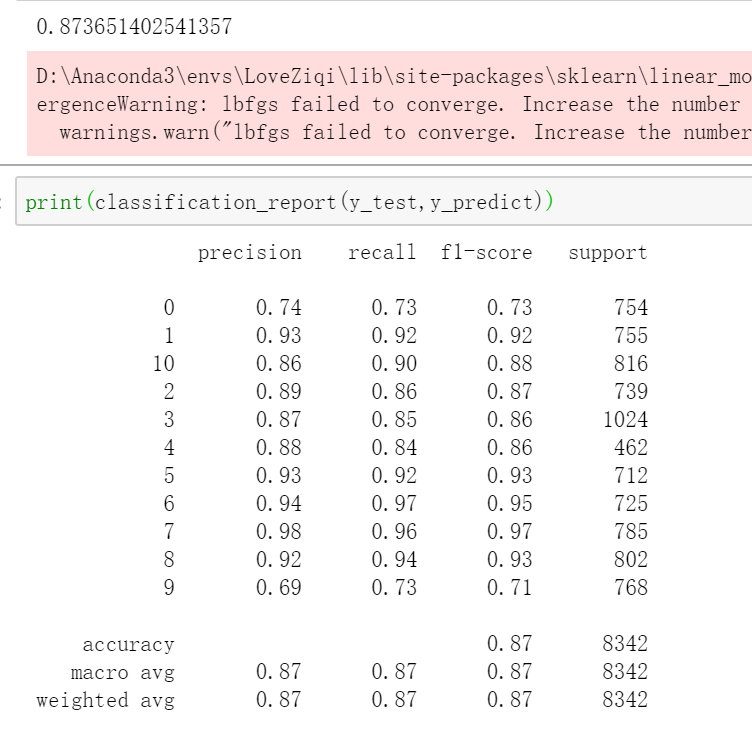 0.873651402541357
D:\Anaconda3\envs\LoveZiqi\lib\site-packages\sklearn\linear_mo
ergenceWarning: lbfgs failed to converge. Increase the number
warnings.warn("lbfgs failed to converge. Increase the number
:
print(classification_report(y_test,y_predict))
precision recall f1-score support
0 0.74 0.73 0.73 754
1 0.93 0.92 0.92 755
10 0.86 0.90 0.88 816
2 0.89 0.86 0.87 739
3 0.87 0.85 0.86 1024
4 0.88 0.84 0.86 462
5 0.93 0.92 0.93 712
6 0.94 0.97 0.95 725
7 0.98 0.96 0.97 785
8 0.92 0.94 0.93 802
9 0.69 0.73 0.71 768
accuracy 0.87 8342
macro avg 0.87 0.87 0.87 8342
weighted avg 0.87 0.87 0.87 8342